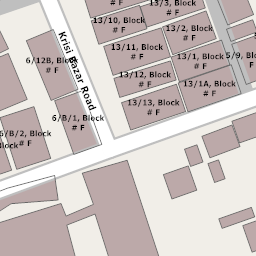 # F
13/3, Block
# F
13/10, Block
# F
13/2, Block
# F
13/11, Block
# F
13/1, Block
# F
5/9, Block
6/12B, Block
# F
13/12, Block
# F
13/1A, Block
# F
13/13, Block
# F
Krisi Bazar Road
6/B/1, Block
# F
6/B/2, Block
# F
Block